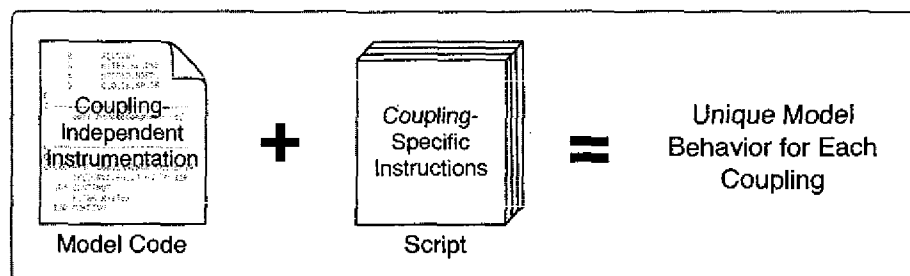 Coupling-
Independent
Instrumentation
Model Code
+
Coupling-
Specific
Instructions
Script
=
Unique Model
Behavior for Each
Coupling